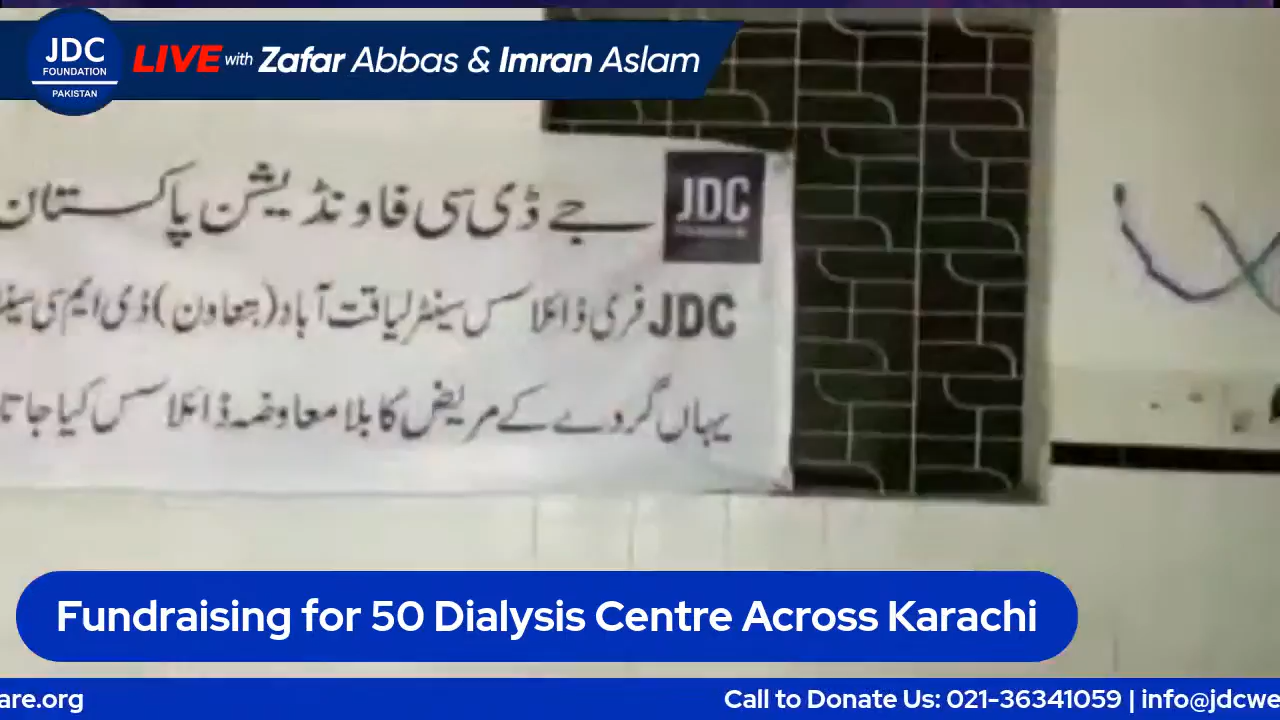 JDC
FOUNDATION
PAKISTAN
LIVE with Zafar Abbas & Imran Aslam
جے ڈی سی فاونڈیشن پاکستان
JDC
FOUNDATION
JDC فری ڈائلاسس سینٹر لیاقت آباد (بتعاون) ڈی ایم سی
یہاں گردے کے مریض کا بلا معاوضہ ڈائلاسس کیا جاتا
Fundraising for 50 Dialysis Centre Across Karachi
are.org
Call to Donate Us: 021-36341059 | info@jdcwe